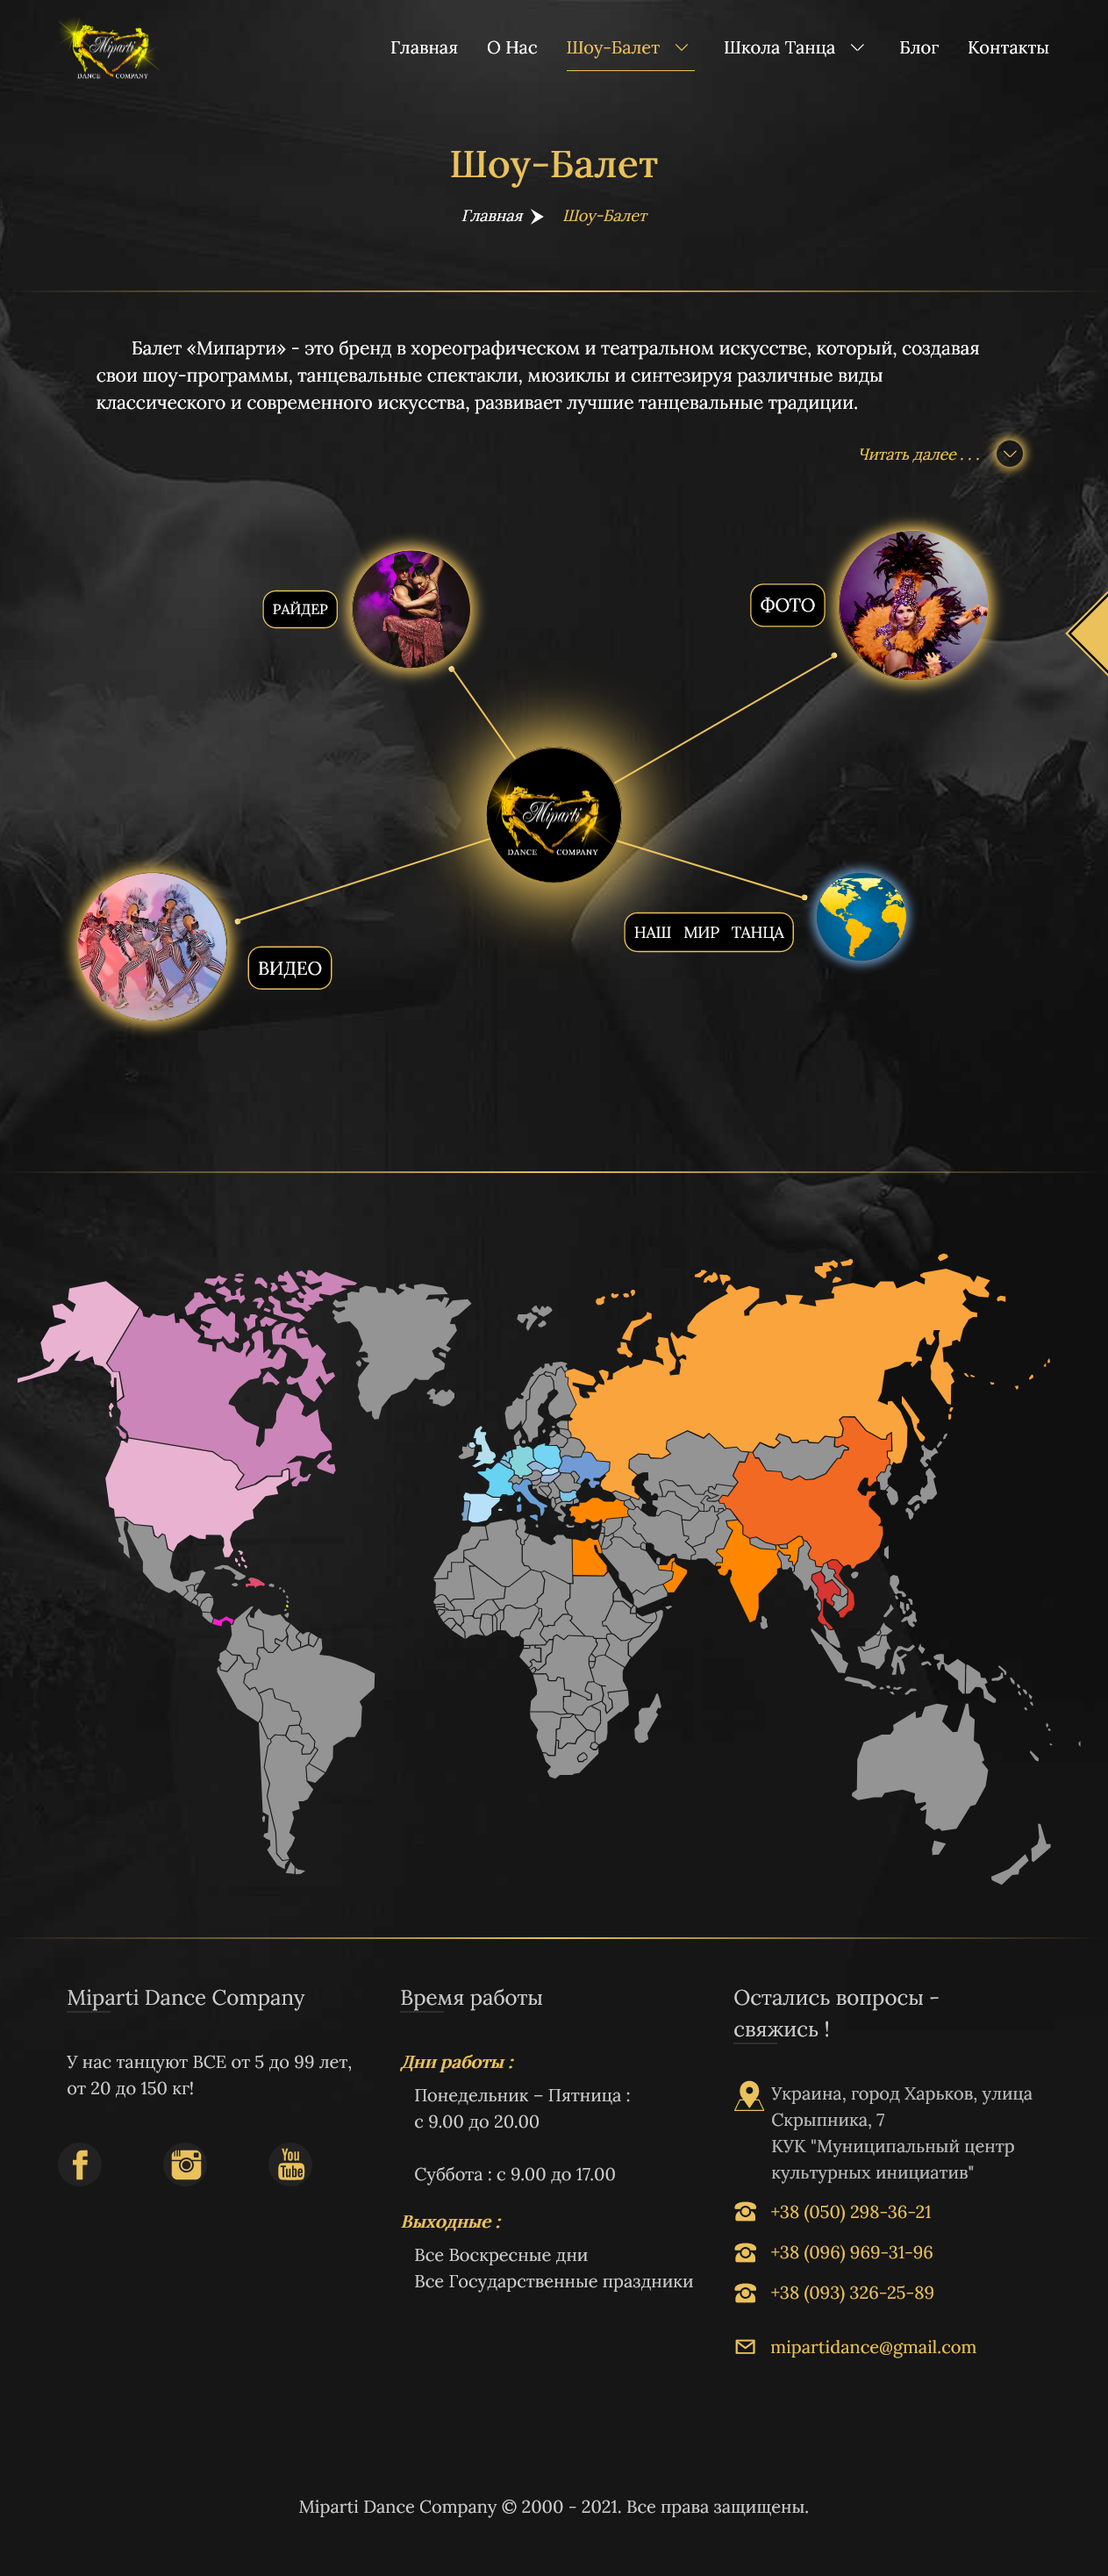 Miparti
DANCE COMPANY
Главная О Нас Шоу-Балет Школа Танца Блог Контакты
Шоу-Балет
Главная Шоу-Балет
Балет «Мипарти» - это бренд в хореографическом и театральном искусстве, который, создавая
свои шоу-программы, танцевальные спектакли, мюзиклы и синтезируя различные виды
классического и современного искусства, развивает лучшие танцевальные традиции.
Читать далее . . .
РАЙДЕР
ФОТО
Miparti
DANCE COMPANY
НАШ МИР ТАНЦА
ВИДЕО
Miparti Dance Company
У нас танцуют ВСЕ от 5 до 99 лет,
от 20 до 150 кг!
You
Tube
Время работы
Дни работы :
Понедельник – Пятница :
с 9.00 до 20.00
Суббота : с 9.00 до 17.00
Выходные :
Все Воскресные дни
Все Государственные праздники
Остались вопросы -
свяжись !
Украина, город Харьков, улица
Скрыпника, 7
КУК "Муниципальный центр
культурных инициатив"
+38 (050) 298-36-21
+38 (096) 969-31-96
+38 (093) 326-25-89
mipartidance@gmail.com
Miparti Dance Company © 2000 - 2021. Все права защищены.